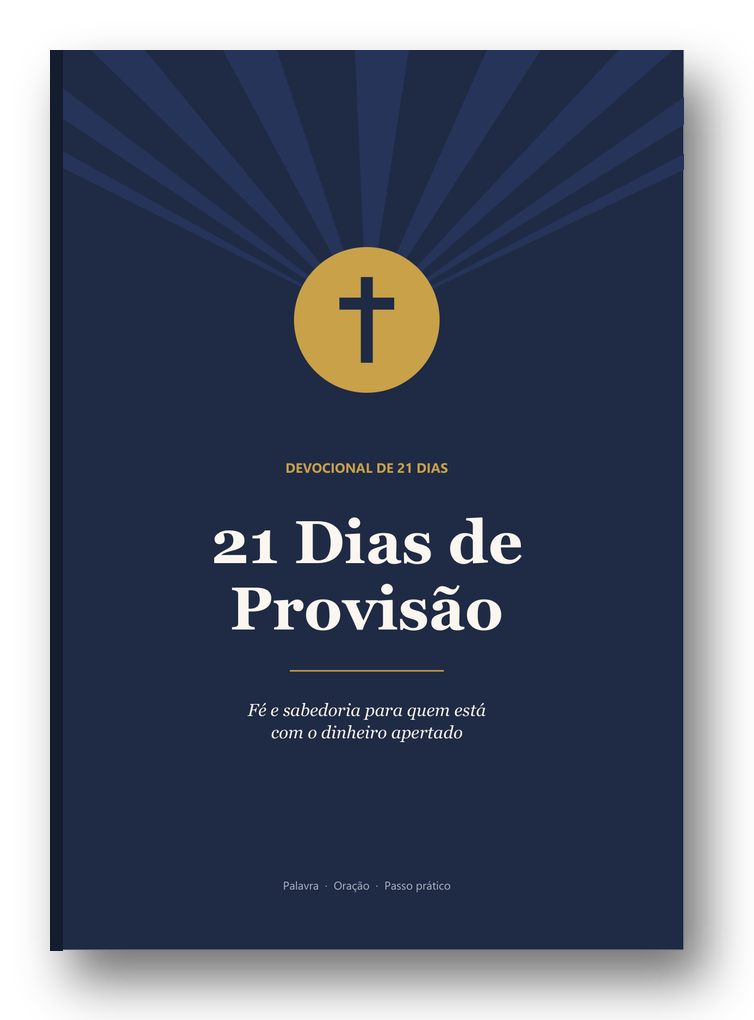 DEVOCIONAL DE 21 DIAS
21 Dias de
Provisão
Fé e sabedoria para quem está
com o dinheiro apertado
Palavra · Oração · Passo prático